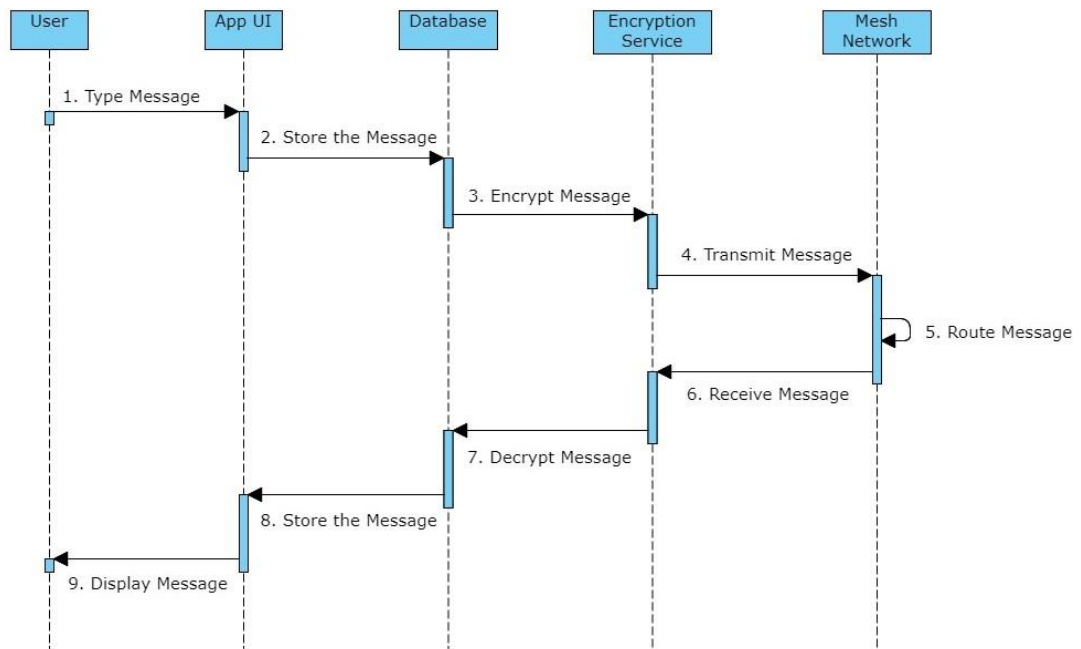 User
App UI
Database
Encryption
Service
Mesh
Network
1. Type Message
2. Store the Message
3. Encrypt Message
4. Transmit Message
5. Route Message
6. Receive Message
7. Decrypt Message
8. Store the Message
9. Display Message